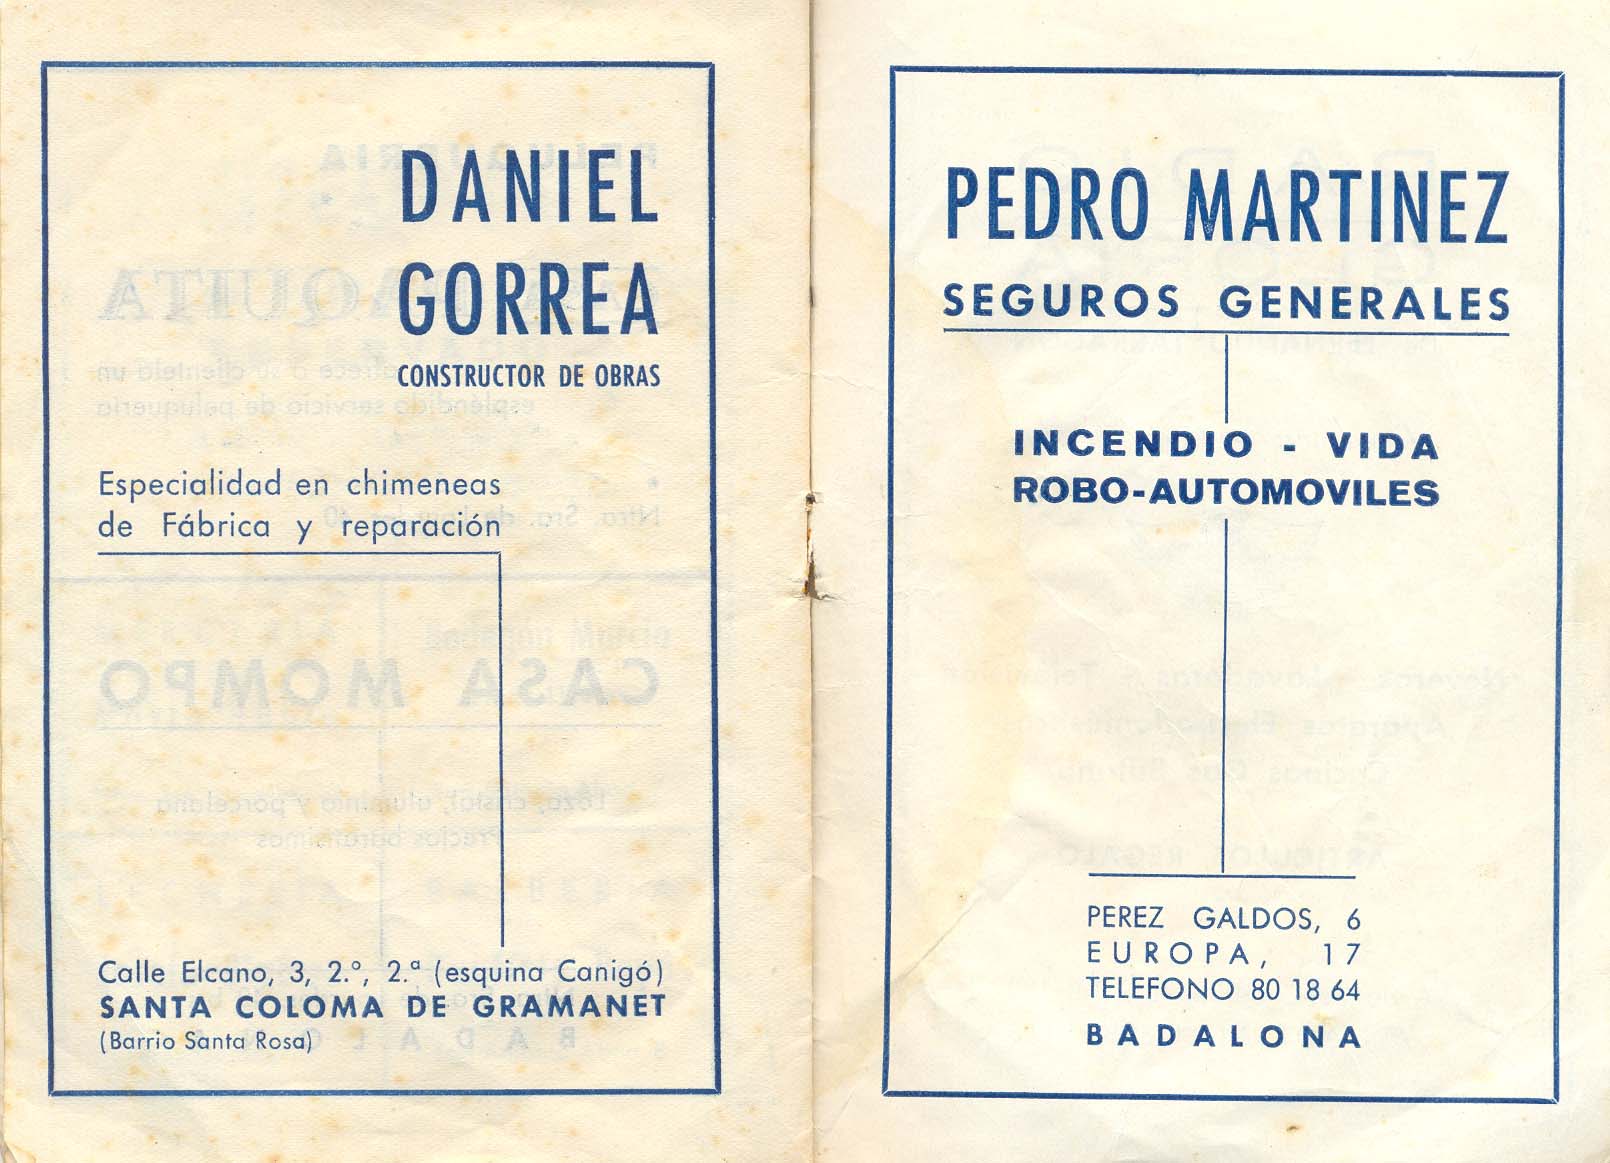 DANIEL
GORREA
CONSTRUCTOR DE OBRAS
Especialidad en chimeneas
de Fábrica y reparación
Calle Elcano, 3, 2.º, 2.ª (esquina Canigó)
SANTA COLOMA DE GRAMANET
(Barrio Santa Rosa)
PEDRO MARTINEZ
SEGUROS GENERALES
INCENDIO - VIDA
ROBO-AUTOMOVILES
PEREZ GALDOS, 6
EUROPA, 17
TELEFONO 80 18 64
BADALONA